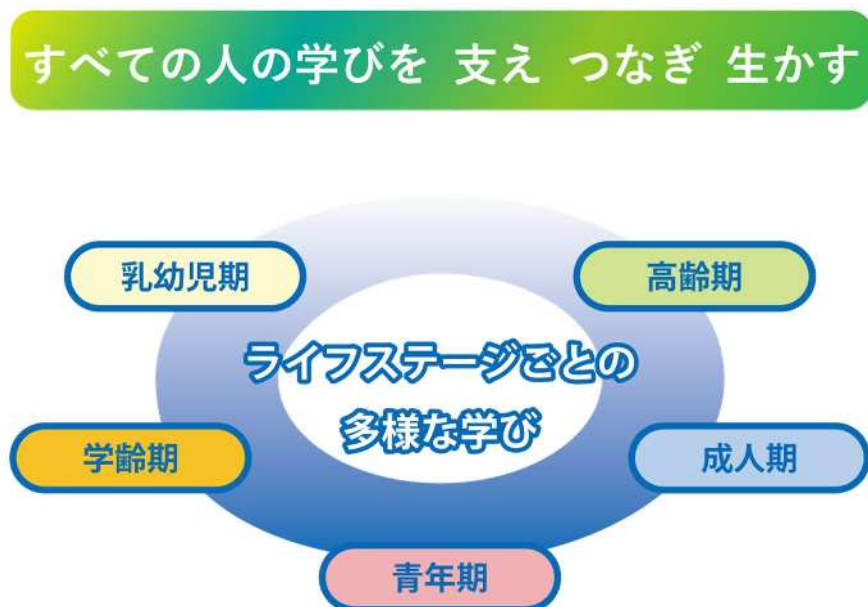 すべての人の学びを 支え つなぎ 生かす
乳幼児期
高齢期
ライフステージごとの
多様な学び
学齢期
成人期
青年期